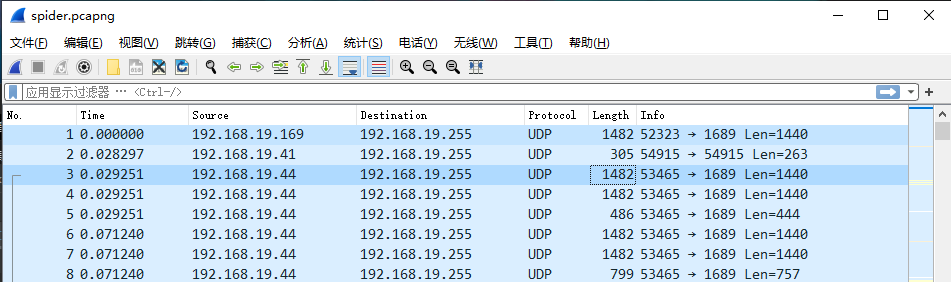 spider.pcapng
文件(F) 编辑(E) 视图(V) 跳转(G) 捕获(C) 分析(A) 统计(S) 电话(Y) 无线(W) 工具(T) 帮助(H)
应用显示过滤器 … <Ctrl-/>
No. Time Source Destination Protocol Length Info
1 0.000000 192.168.19.169 192.168.19.255 UDP 1482 52323 → 1689 Len=1440
2 0.028297 192.168.19.41 192.168.19.255 UDP 305 54915 → 54915 Len=263
3 0.029251 192.168.19.44 192.168.19.255 UDP 1482 53465 → 1689 Len=1440
4 0.029251 192.168.19.44 192.168.19.255 UDP 1482 53465 → 1689 Len=1440
5 0.029251 192.168.19.44 192.168.19.255 UDP 486 53465 → 1689 Len=444
6 0.071240 192.168.19.44 192.168.19.255 UDP 1482 53465 → 1689 Len=1440
7 0.071240 192.168.19.44 192.168.19.255 UDP 1482 53465 → 1689 Len=1440
8 0.071240 192.168.19.44 192.168.19.255 UDP 799 53465 → 1689 Len=757